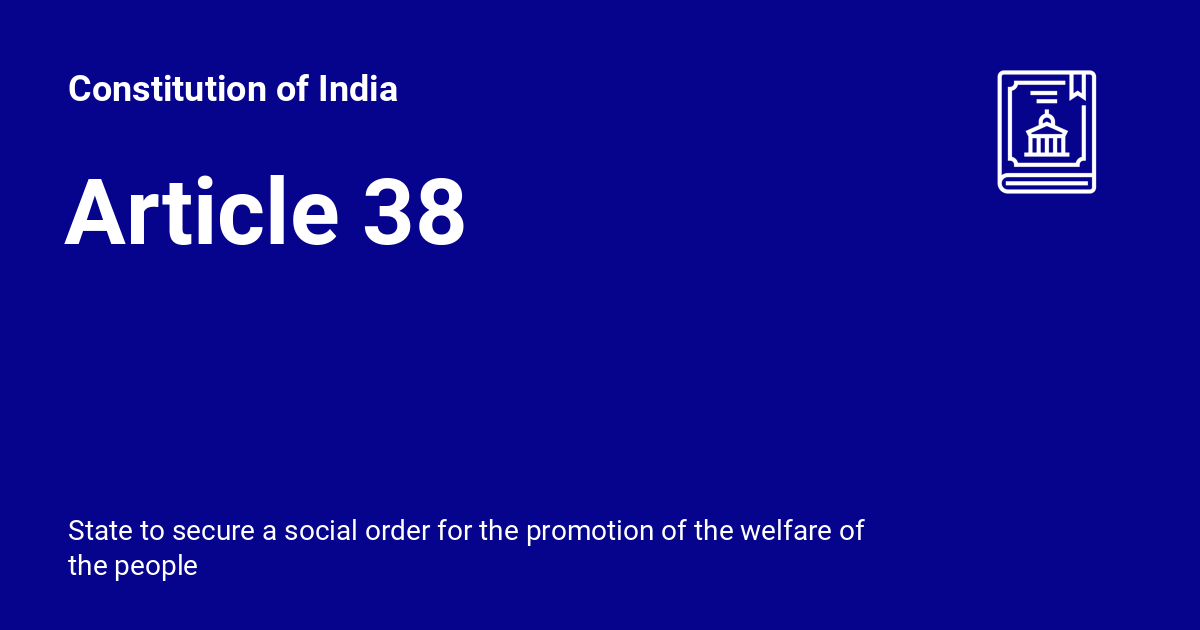 Constitution of India
Article 38
State to secure a social order for the promotion of the welfare of
the people